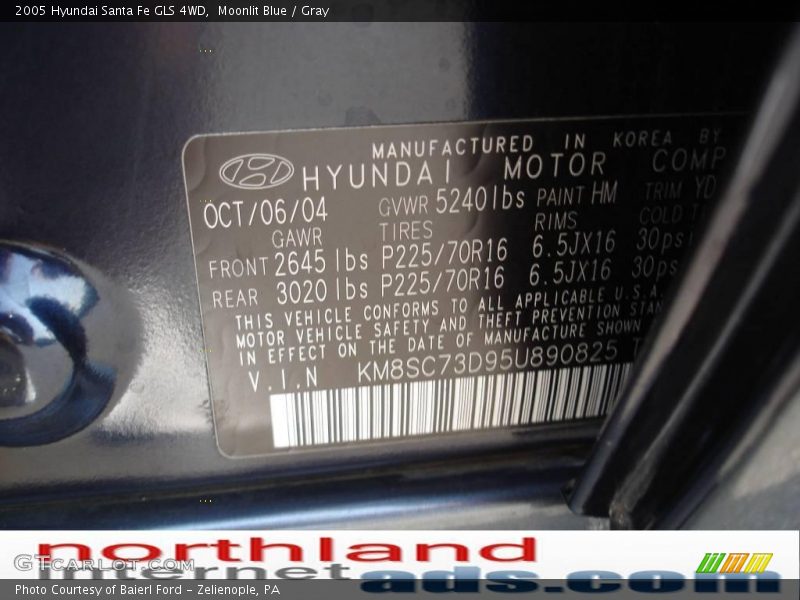 2005 Hyundai Santa Fe GLS 4WD, Moonlit Blue / Gray
MANUFACTURED IN KOREA BY
HYUNDAI MOTOR COMP
OCT/06/04 GVWR 5240lbs PAINT HM TRIM YD
GAWR TIRES RIMS COLD T
FRONT 2645 lbs P225/70R16 6.5JX16 30psi
REAR 3020 lbs P225/70R16 6.5JX16 30ps
THIS VEHICLE CONFORMS TO ALL APPLICABLE U.S.A.
MOTOR VEHICLE SAFETY AND THEFT PREVENTION STAN
IN EFFECT ON THE DATE OF MANUFACTURE SHOWN
V.I.N KM8SC73D95U890825 T
northland
GTCarLot.com
internet ads.com
Photo Courtesy of Baierl Ford - Zelienople, PA